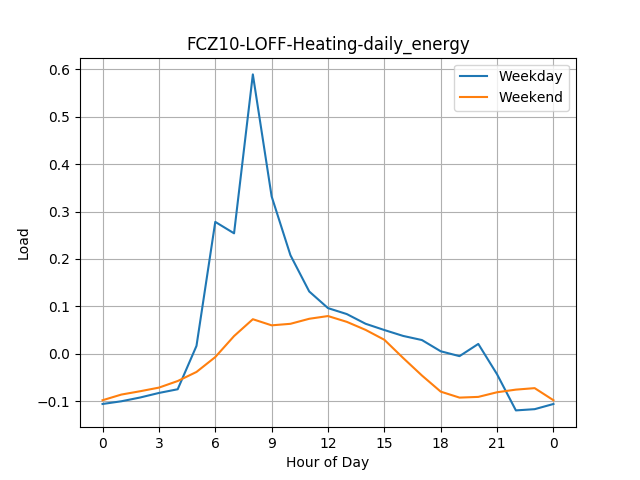 FCZ10-LOFF-Heating-daily_energy
Weekday
Weekend
0.6
0.5
0.4
0.3
0.2
0.1
0.0
−0.1
Load
0 3 6 9 12 15 18 21 0
Hour of Day